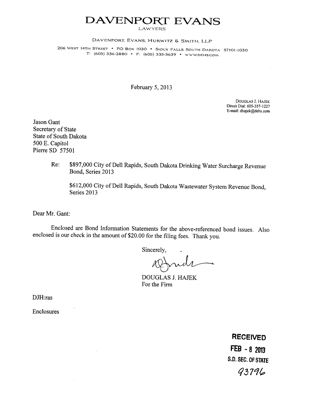 DAVENPORT EVANS
LAWYERS
DAVENPORT, EVANS, HURWITZ & SMITH, LLP
206 WEST 14TH STREET • PO BOX 1030 • SIOUX FALLS SOUTH DAKOTA 57101-1030
T: (605) 336-2880 • F: (605) 335-3639 • WWW.DEHS.COM
February 5, 2013
DOUGLAS J. HAJEK
Direct Dial: 605-357-1227
E-mail: dhajek@dehs.com
Jason Gant
Secretary of State
State of South Dakota
500 E. Capitol
Pierre SD 57501
Re: $897,000 City of Dell Rapids, South Dakota Drinking Water Surcharge Revenue
Bond, Series 2013
$612,000 City of Dell Rapids, South Dakota Wastewater System Revenue Bond,
Series 2013
Dear Mr. Gant:
Enclosed are Bond Information Statements for the above-referenced bond issues. Also
enclosed is our check in the amount of $20.00 for the filing fees. Thank you.
Sincerely,
DOUGLAS J. HAJEK
For the Firm
DJH:ras
Enclosures
RECEIVED
FEB - 8 2013
S.D. SEC. OF STATE
93796